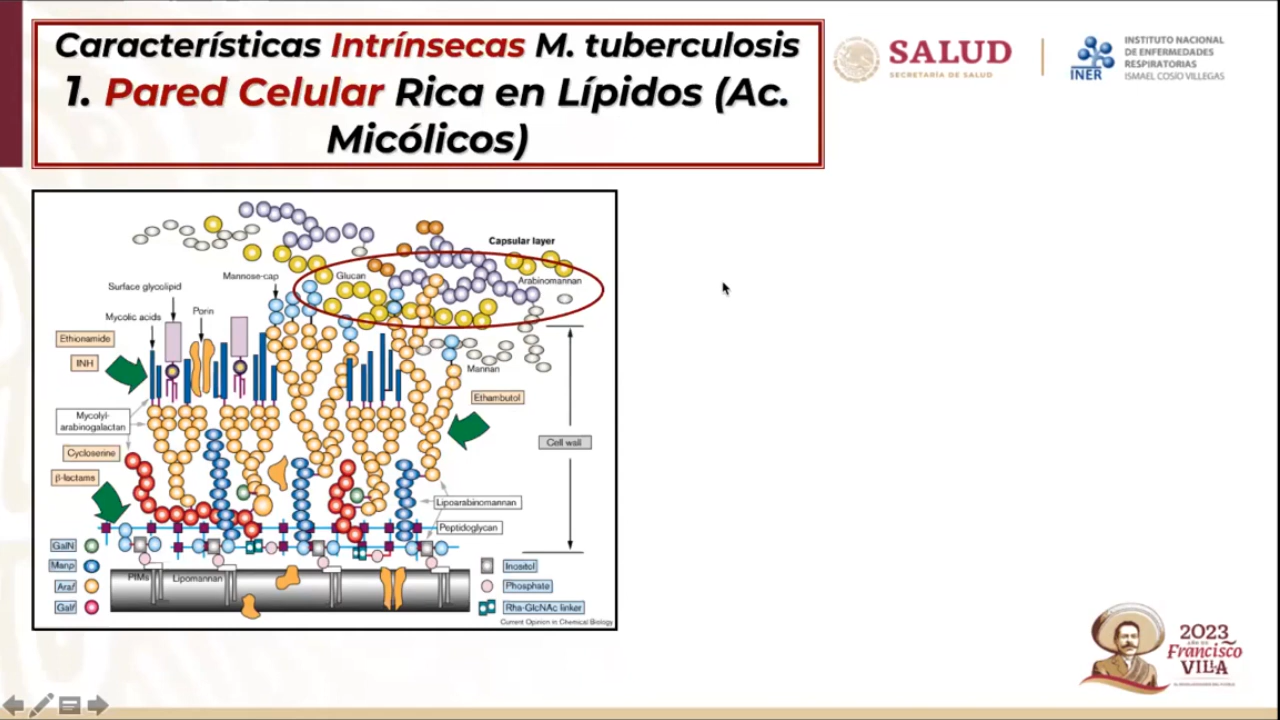 Características Intrínsecas M. tuberculosis
1. Pared Celular Rica en Lípidos (Ac.
Micólicos)
SALUD
SECRETARÍA DE SALUD
INER
INSTITUTO NACIONAL
DE ENFERMEDADES
RESPIRATORIAS
ISMAEL COSÍO VILLEGAS
Capsular layer
Mannose-cap
Glucan
Arabinomannan
Surface glycolipid
Porin
Mycolic acids
Ethionamide
INH
Mannan
Ethambutol
Mycolyl-
arabinogalactan
Cell wall
Cycloserine
β-lactams
Lipoarabinomannan
Peptidoglycan
GalN
Manp
Araf
Galf
PIMs
Lipomannan
Inositol
Phosphate
Rha-GlcNAc linker
Current Opinion in Chemical Biology
2023
AÑO DE
Francisco
VILLA